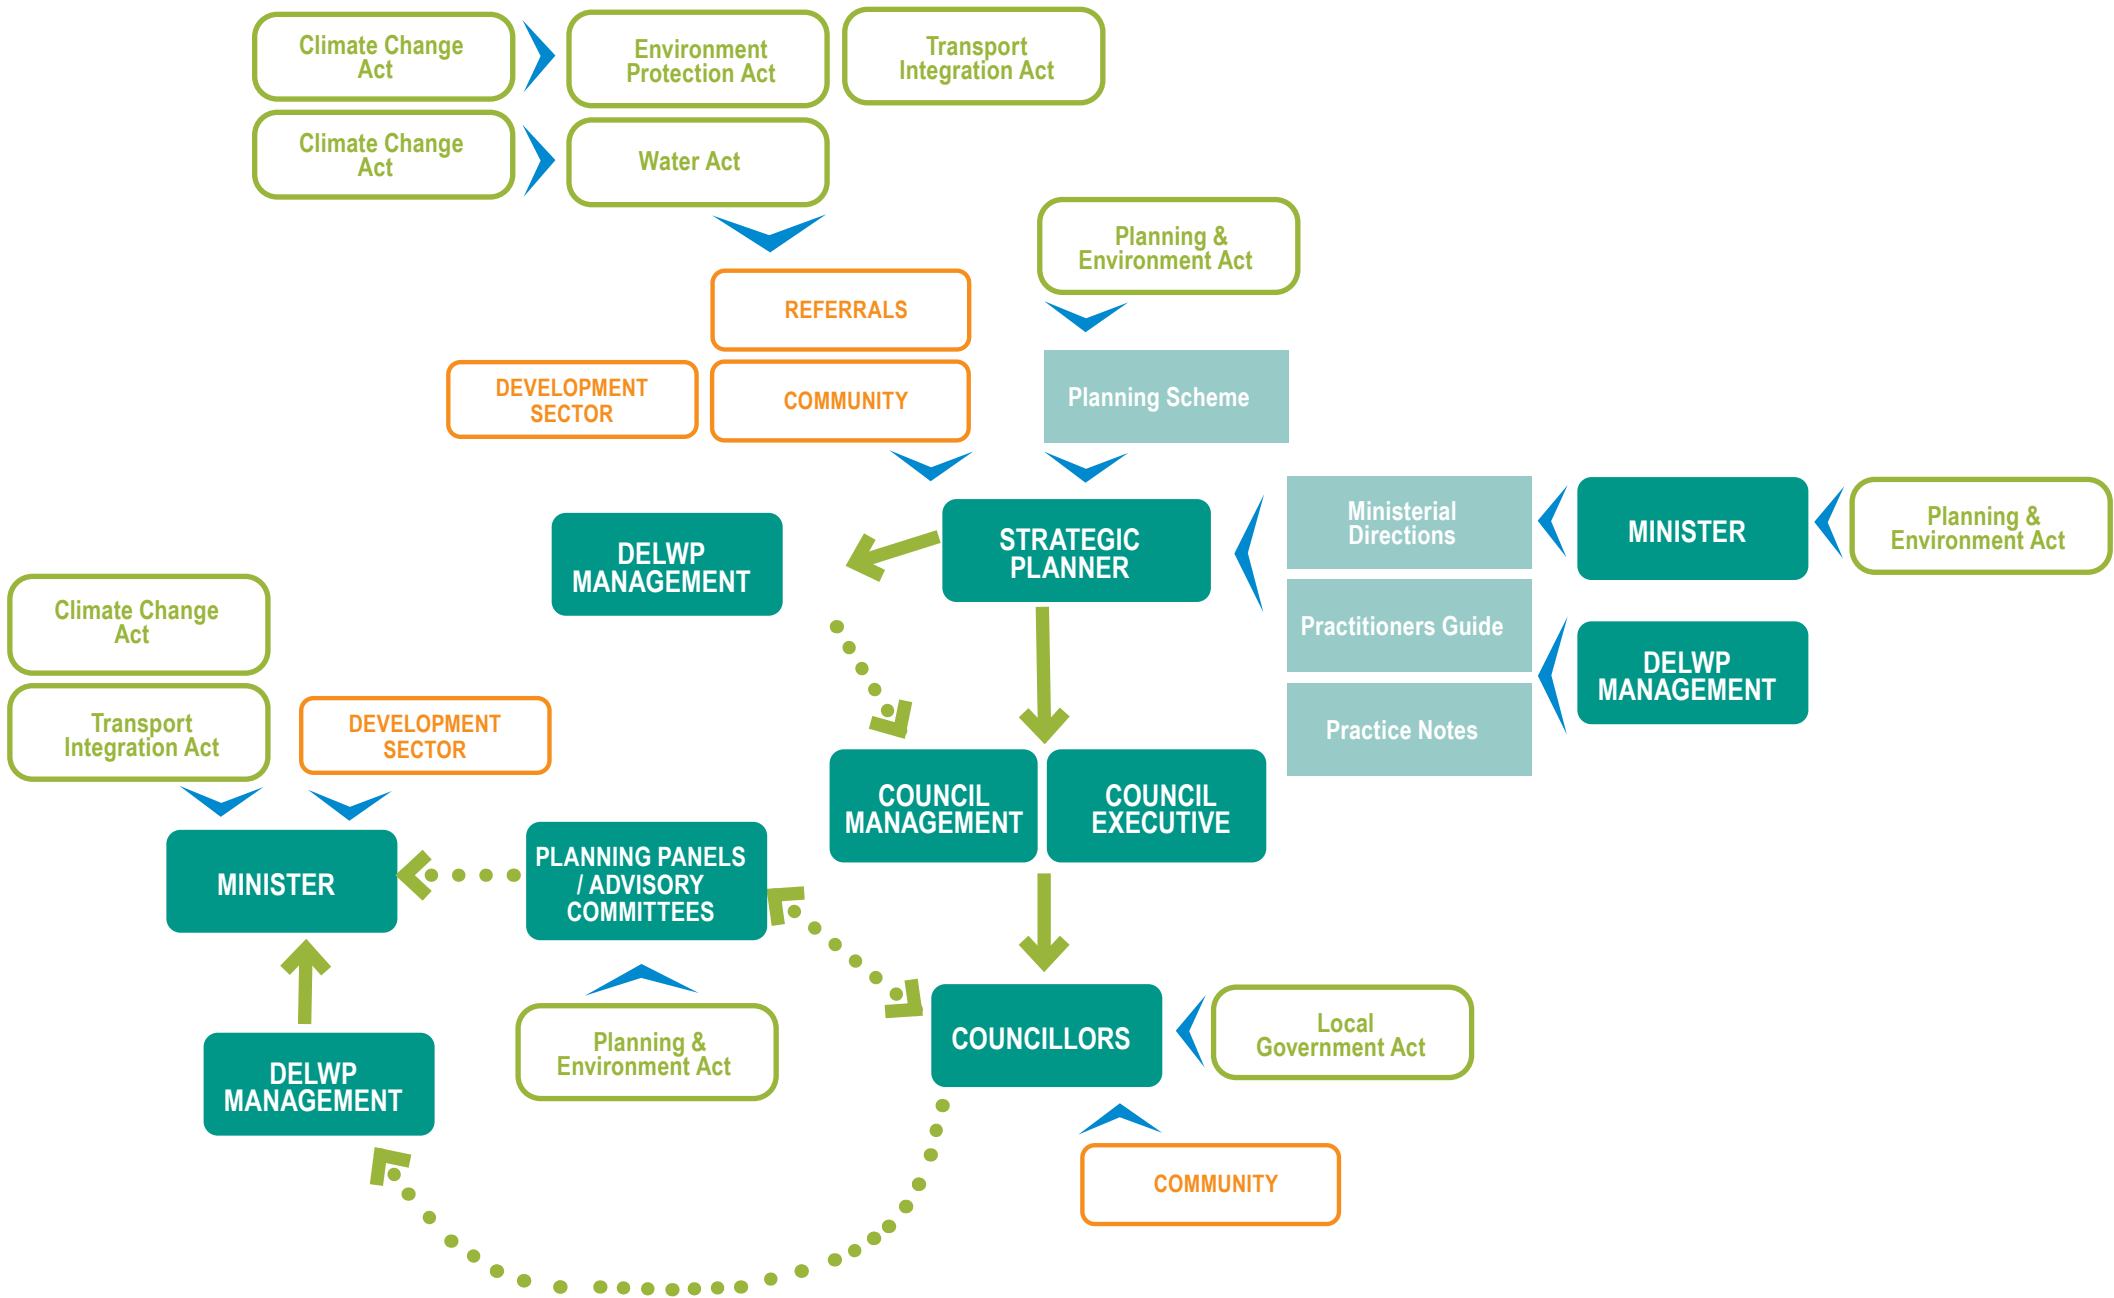 Climate Change
Act
Environment
Protection Act
Transport
Integration Act
Climate Change
Act
Water Act
Planning &
Environment Act
REFERRALS
DEVELOPMENT
SECTOR
COMMUNITY
Planning Scheme
DELWP
MANAGEMENT
STRATEGIC
PLANNER
Ministerial
Directions
MINISTER
Planning &
Environment Act
Practitioners Guide
DELWP
MANAGEMENT
Practice Notes
Climate Change
Act
Transport
Integration Act
DEVELOPMENT
SECTOR
COUNCIL
MANAGEMENT
COUNCIL
EXECUTIVE
MINISTER
PLANNING PANELS
/ ADVISORY
COMMITTEES
DELWP
MANAGEMENT
Planning &
Environment Act
COUNCILLORS
Local
Government Act
COMMUNITY